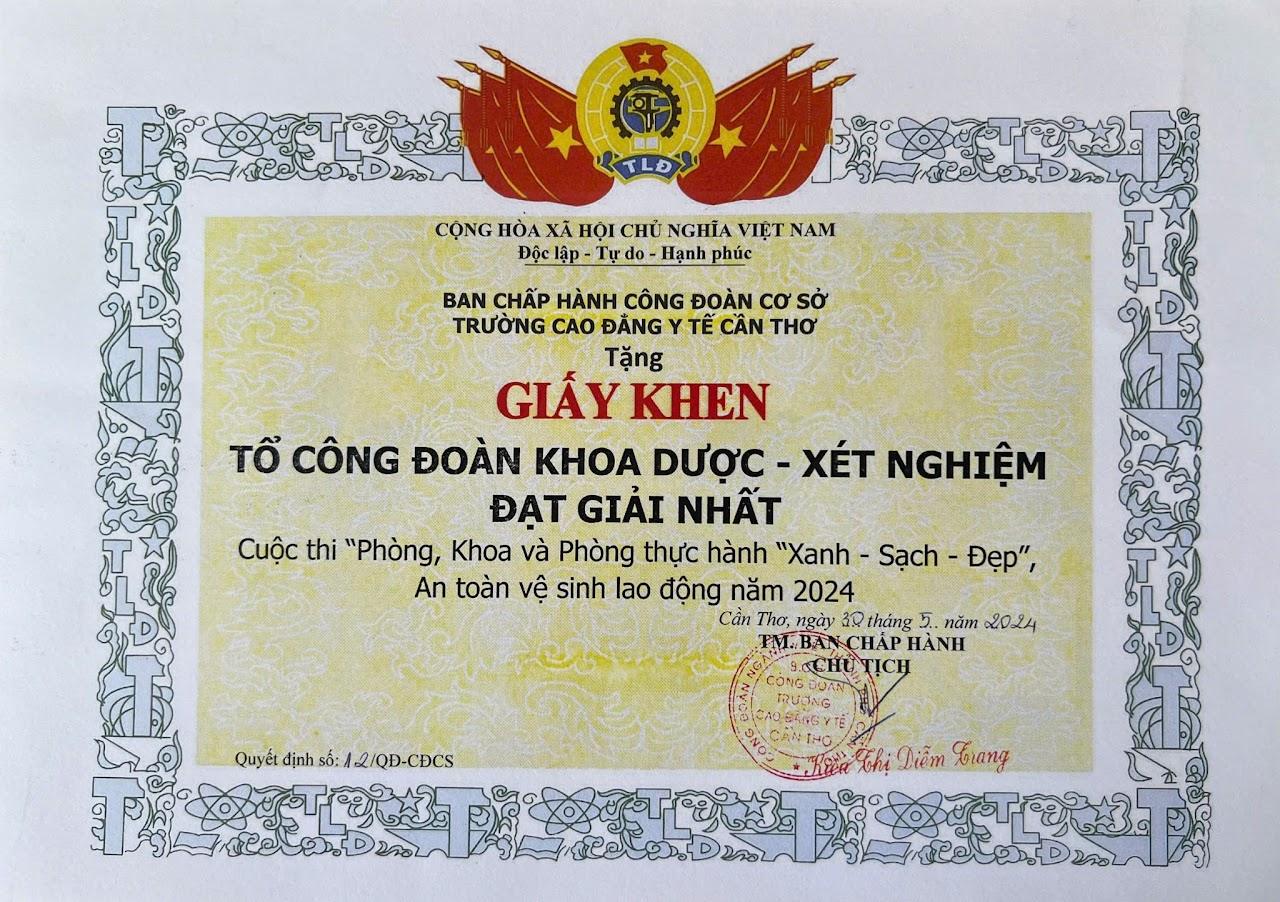 TLĐ
CỘNG HÒA XÃ HỘI CHỦ NGHĨA VIỆT NAM
Độc lập - Tự do - Hạnh phúc
BAN CHẤP HÀNH CÔNG ĐOÀN CƠ SỞ
TRƯỜNG CAO ĐẲNG Y TẾ CẦN THƠ
Tặng
GIẤY KHEN
TỔ CÔNG ĐOÀN KHOA DƯỢC - XÉT NGHIỆM
ĐẠT GIẢI NHẤT
Cuộc thi “Phòng, Khoa và Phòng thực hành “Xanh - Sạch - Đẹp”,
An toàn vệ sinh lao động năm 2024
Cần Thơ, ngày 30 tháng 5.. năm 2024
TM. BAN CHẤP HÀNH
CHỦ TỊCH
CÔNG ĐOÀN
TRƯỜNG
CAO ĐẲNG Y TẾ
CẦN THƠ
Kiều Thị Diễm Trang
Quyết định số: 12/QĐ-CĐCS